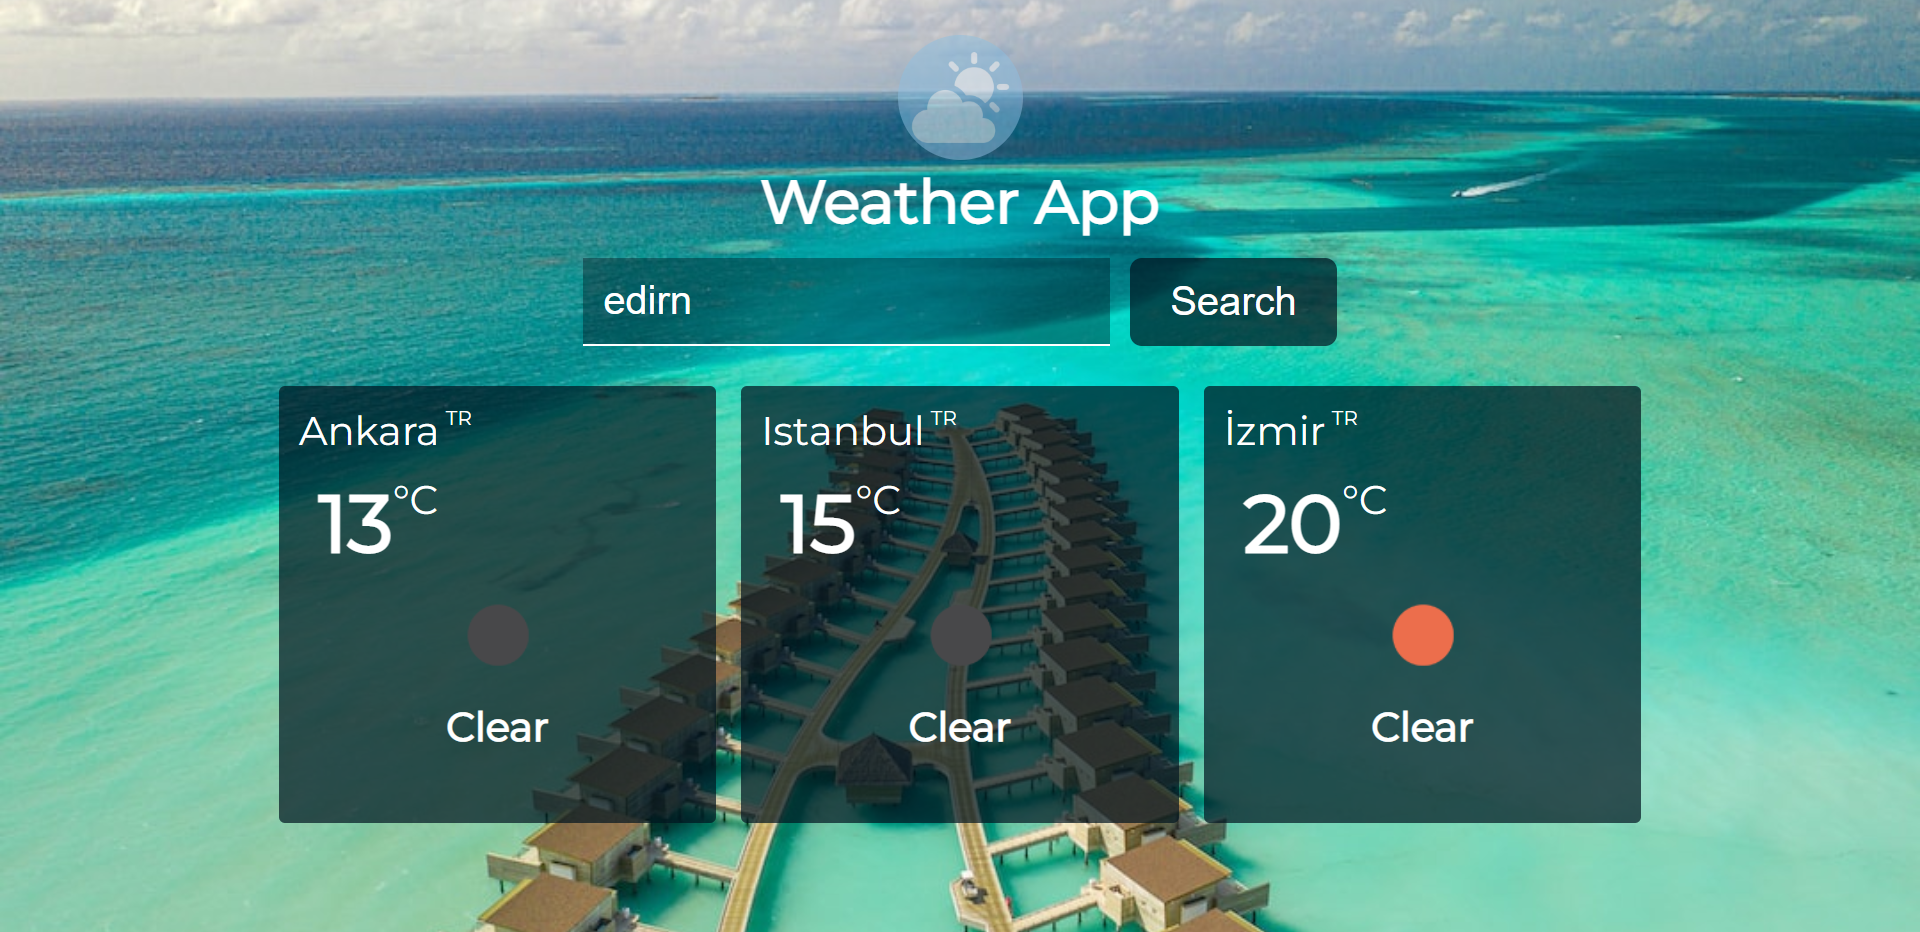 Weather App
edirn
Search
Ankara TR
13°C
Clear
Istanbul TR
15°C
Clear
İzmir TR
20°C
Clear